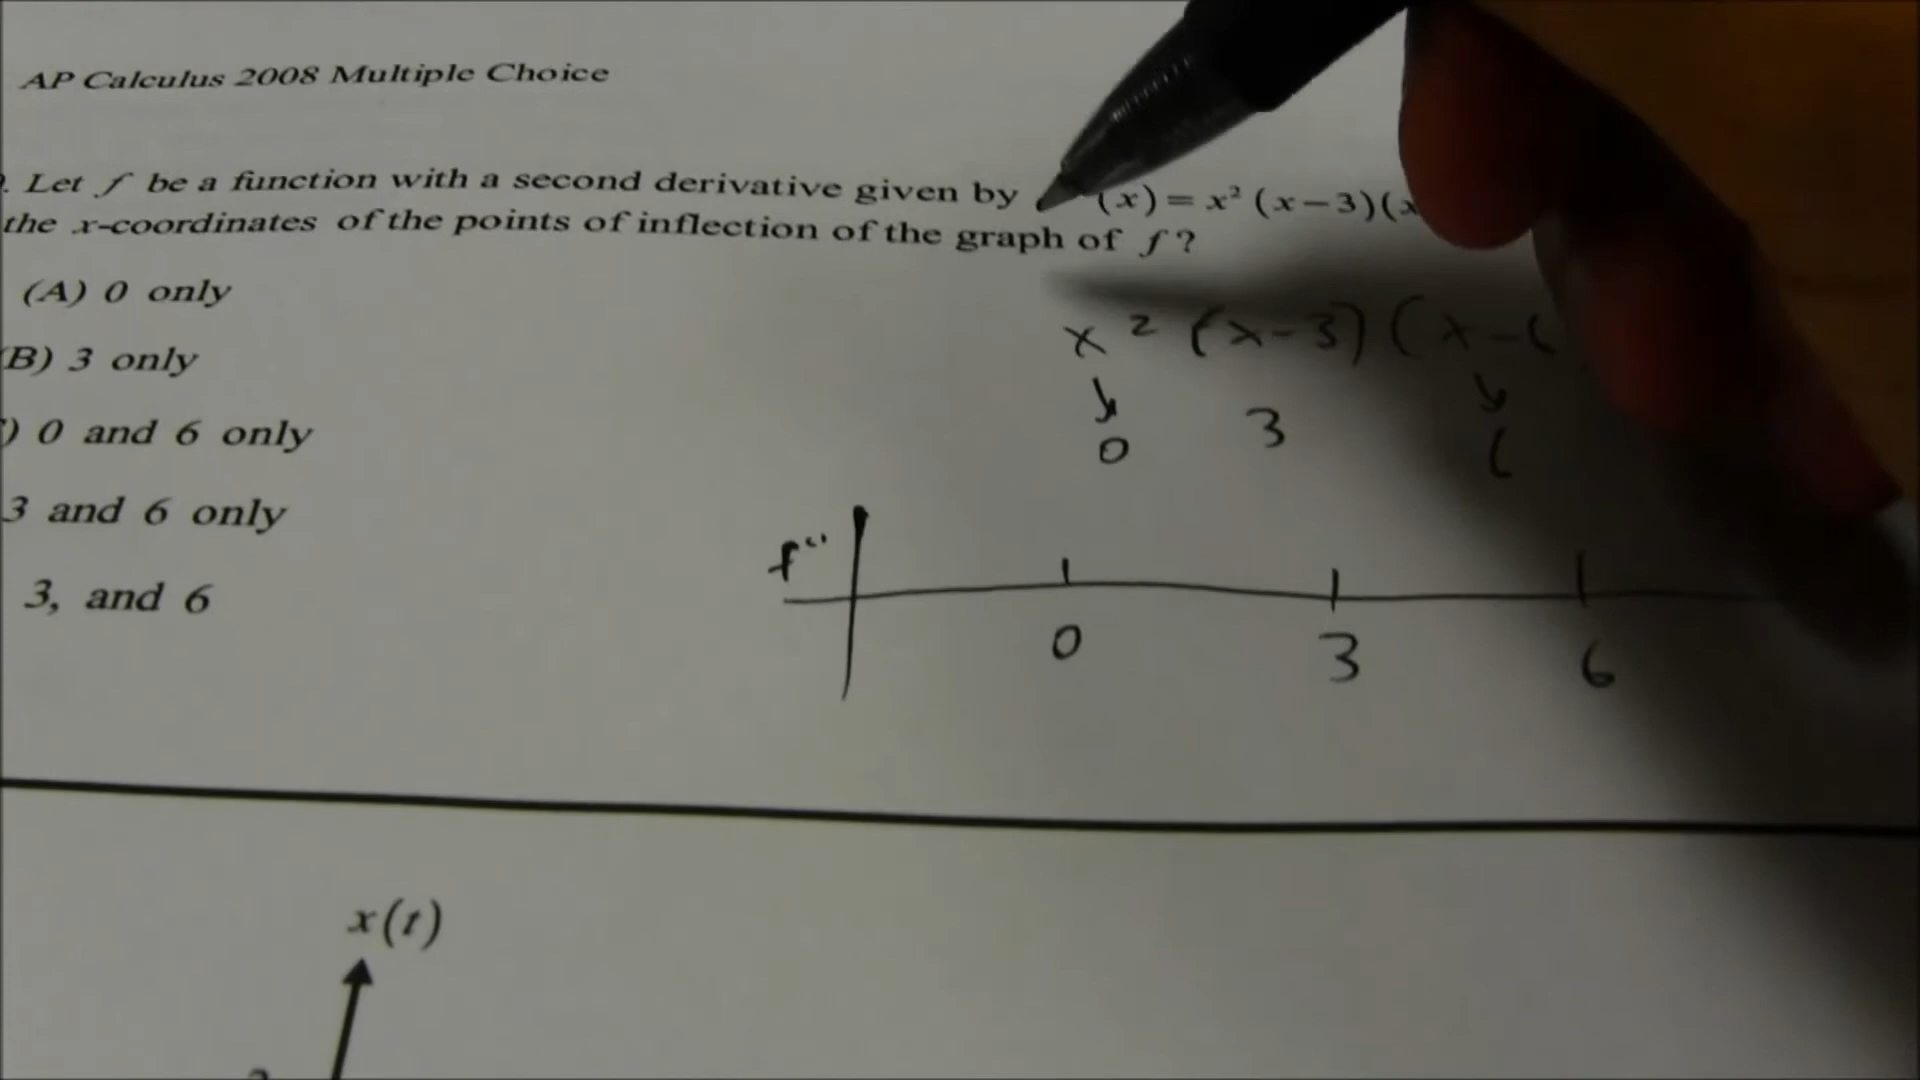 AP Calculus 2008 Multiple Choice
. Let f be a function with a second derivative given by (x) = x² (x−3)(x
the x-coordinates of the points of inflection of the graph of f ?
(A) 0 only
B) 3 only
) 0 and 6 only
3 and 6 only
3, and 6
x² (x-3) (x-
0 3
f''
0 3 6
x(t)